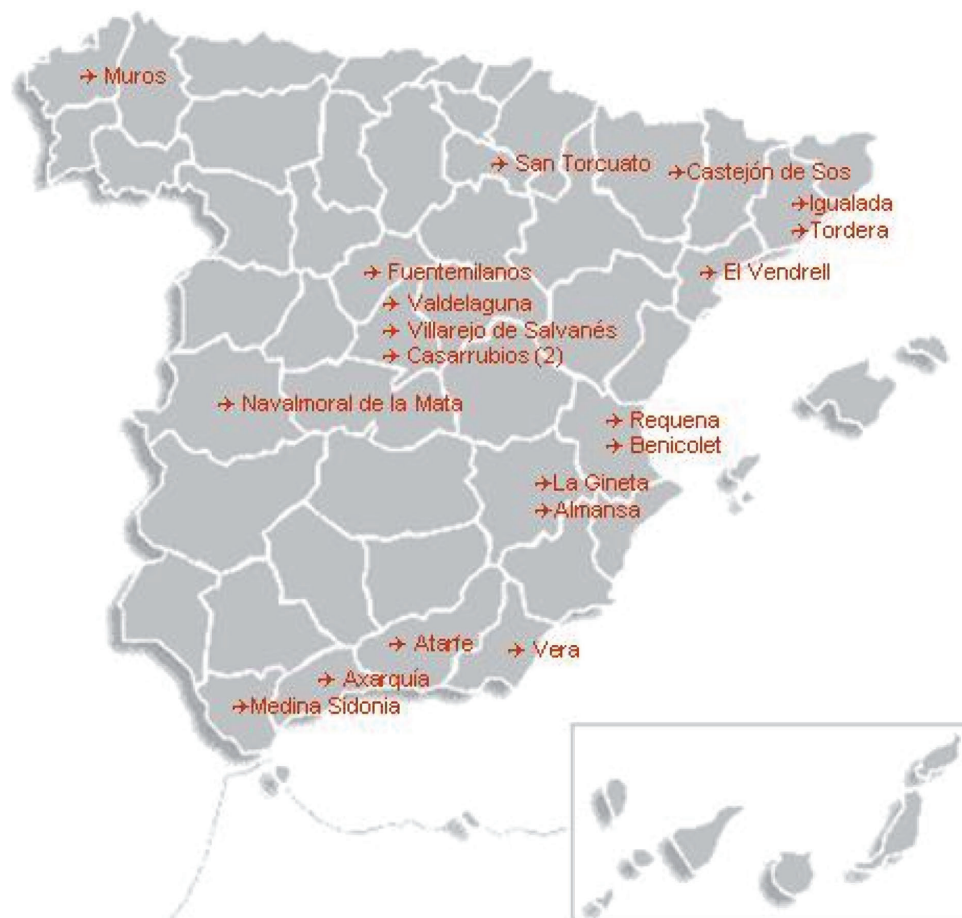 Muros
San Torcuato
Castejón de Sos
Igualada
Tordera
Fuentemilanos
El Vendrell
Valdelaguna
Villarejo de Salvanés
Casarrubios (2)
Navalmoral de la Mata
Requena
Benicolet
La Gineta
Almansa
Atarfe
Vera
Axarquía
Medina Sidonia